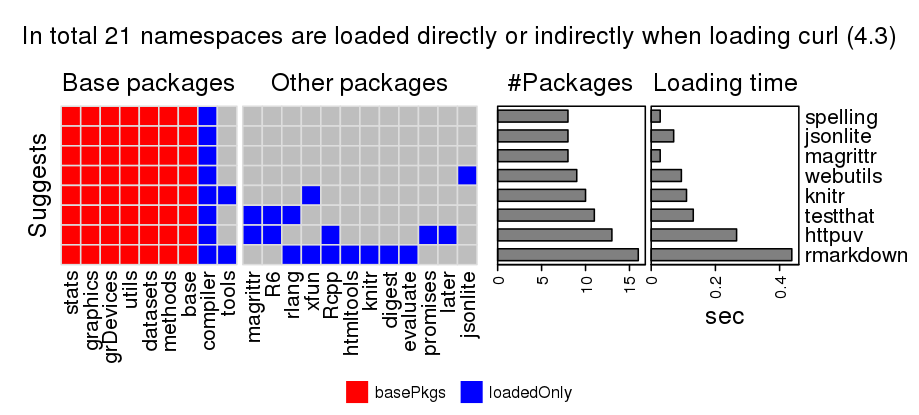 In total 21 namespaces are loaded directly or indirectly when loading curl (4.3)
Base packages
Other packages
#Packages
Loading time
Suggests
spelling
jsonlite
magrittr
webutils
knitr
testthat
httpuv
rmarkdown
stats
graphics
grDevices
utils
datasets
methods
base
compiler
tools
magrittr
R6
rlang
xfun
Rcpp
htmltools
knitr
digest
evaluate
promises
later
jsonlite
0
5
10
15
0
0.2
0.4
sec
basePkgs
loadedOnly